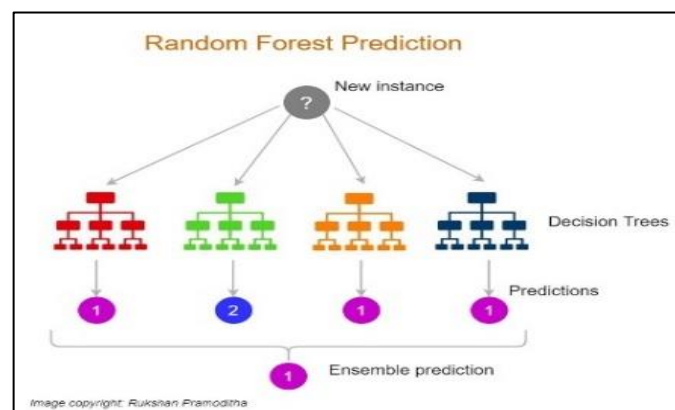 Random Forest Prediction
New instance
?
Decision Trees
1
2
1
1
Predictions
1
Ensemble prediction
Image copyright: Rukshan Pramoditha